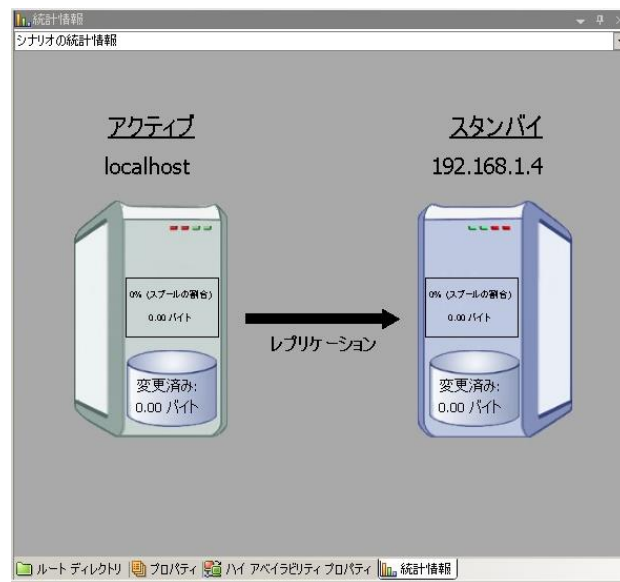 統計情報
シナリオの統計情報
アクティブ
スタンバイ
localhost
192.168.1.4
0% (スプールの割合)
0.00 バイト
0% (スプールの割合)
0.00 バイト
レプリケーション
変更済み:
0.00 バイト
変更済み:
0.00 バイト
ルート ディレクトリ
プロパティ
ハイ アベイラビリティ プロパティ
統計情報